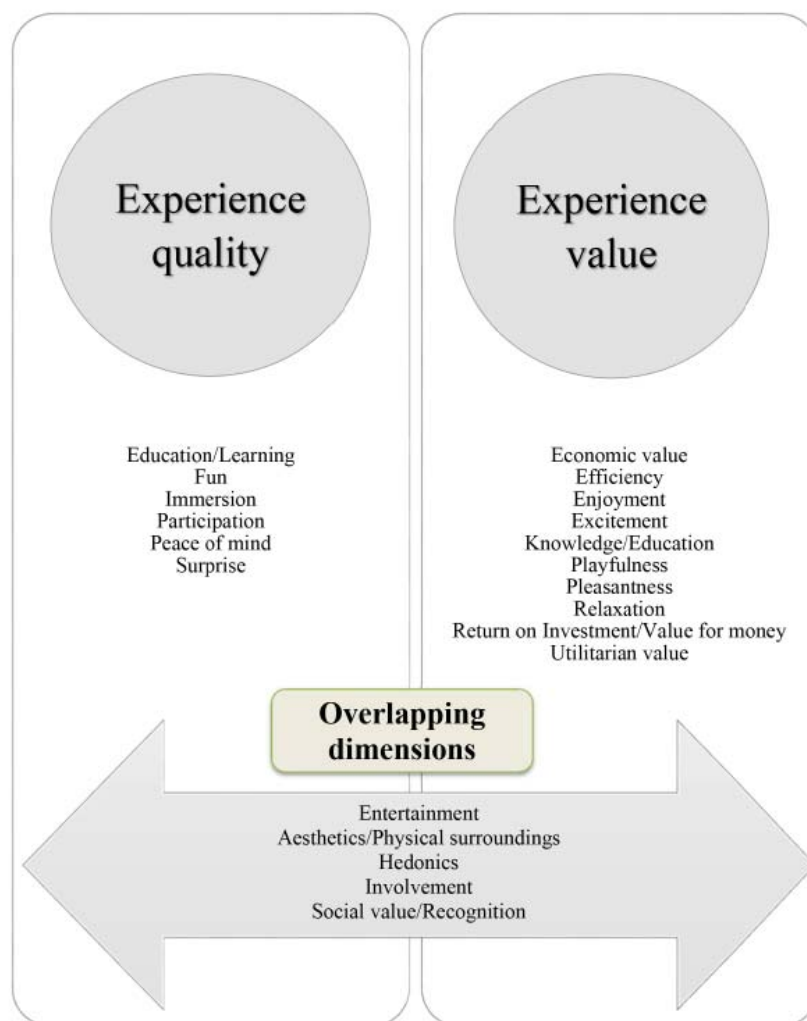 Experience
quality
Education/Learning
Fun
Immersion
Participation
Peace of mind
Surprise
Experience
value
Economic value
Efficiency
Enjoyment
Excitement
Knowledge/Education
Playfulness
Pleasantness
Relaxation
Return on Investment/Value for money
Utilitarian value
Overlapping
dimensions
Entertainment
Aesthetics/Physical surroundings
Hedonics
Involvement
Social value/Recognition